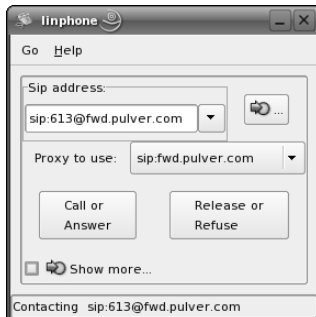 linphone
Go Help
Sip address:
sip:613@fwd.pulver.com
...
Proxy to use: sip:fwd.pulver.com
Call or Answer
Release or Refuse
Show more...
Contacting sip:613@fwd.pulver.com